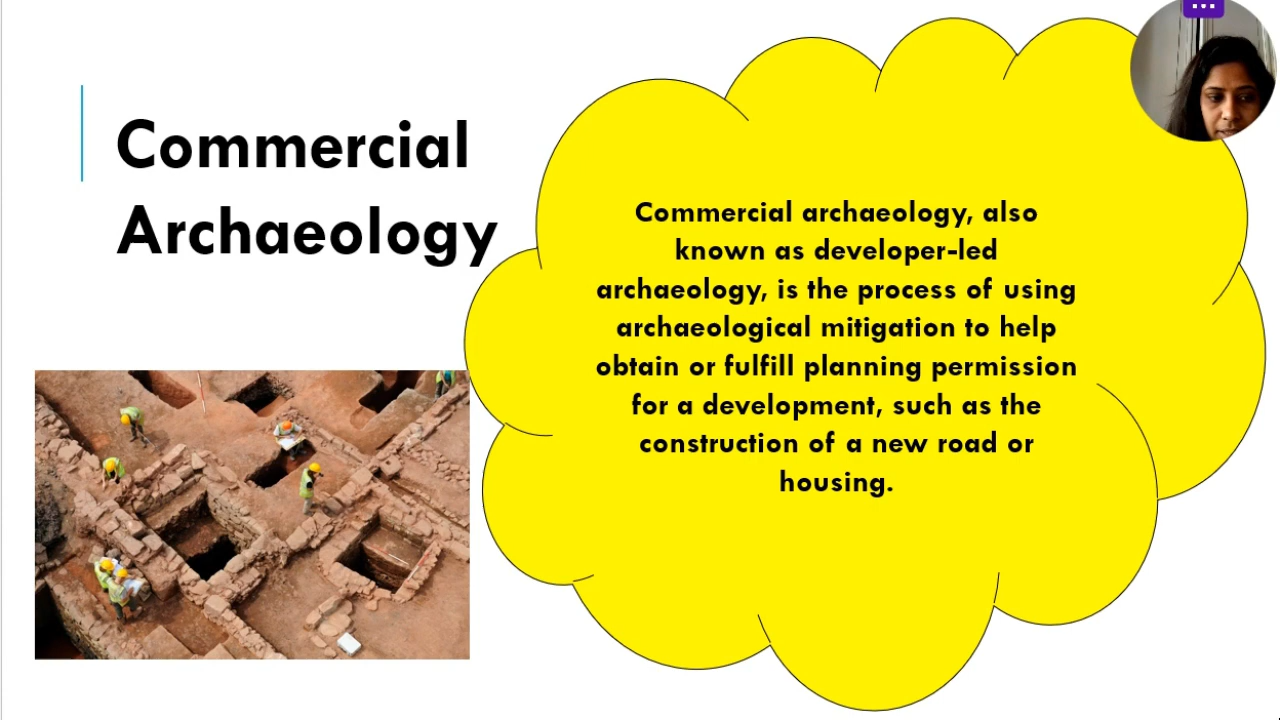 Commercial
Archaeology
Commercial archaeology, also
known as developer-led
archaeology, is the process of using
archaeological mitigation to help
obtain or fulfill planning permission
for a development, such as the
construction of a new road or
housing.